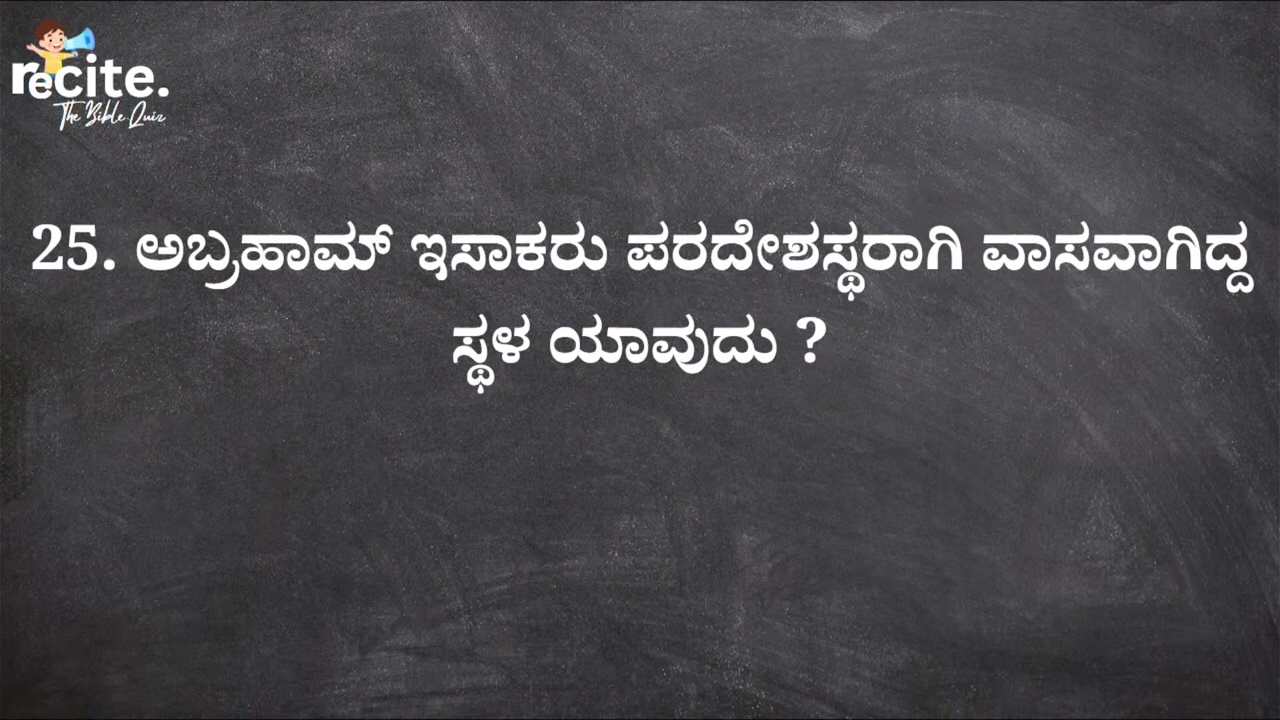 recite.
The Bible Quiz
25. ಅಬ್ರಹಾಮ್ ಇಸಾಕರು ಪರದೇಶಸ್ಥರಾಗಿ ವಾಸವಾಗಿದ್ದ
ಸ್ಥಳ ಯಾವುದು ?